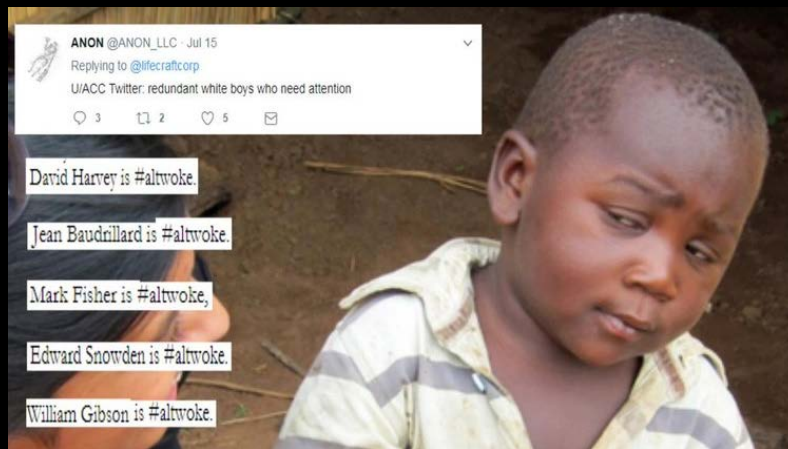 ANON @ANON_LLC · Jul 15
Replying to @lifecraftcorp
U/ACC Twitter: redundant white boys who need attention
3 2 5
David Harvey is #altwoke.
Jean Baudrillard is #altwoke.
Mark Fisher is #altwoke,
Edward Snowden is #altwoke.
William Gibson is #altwoke.